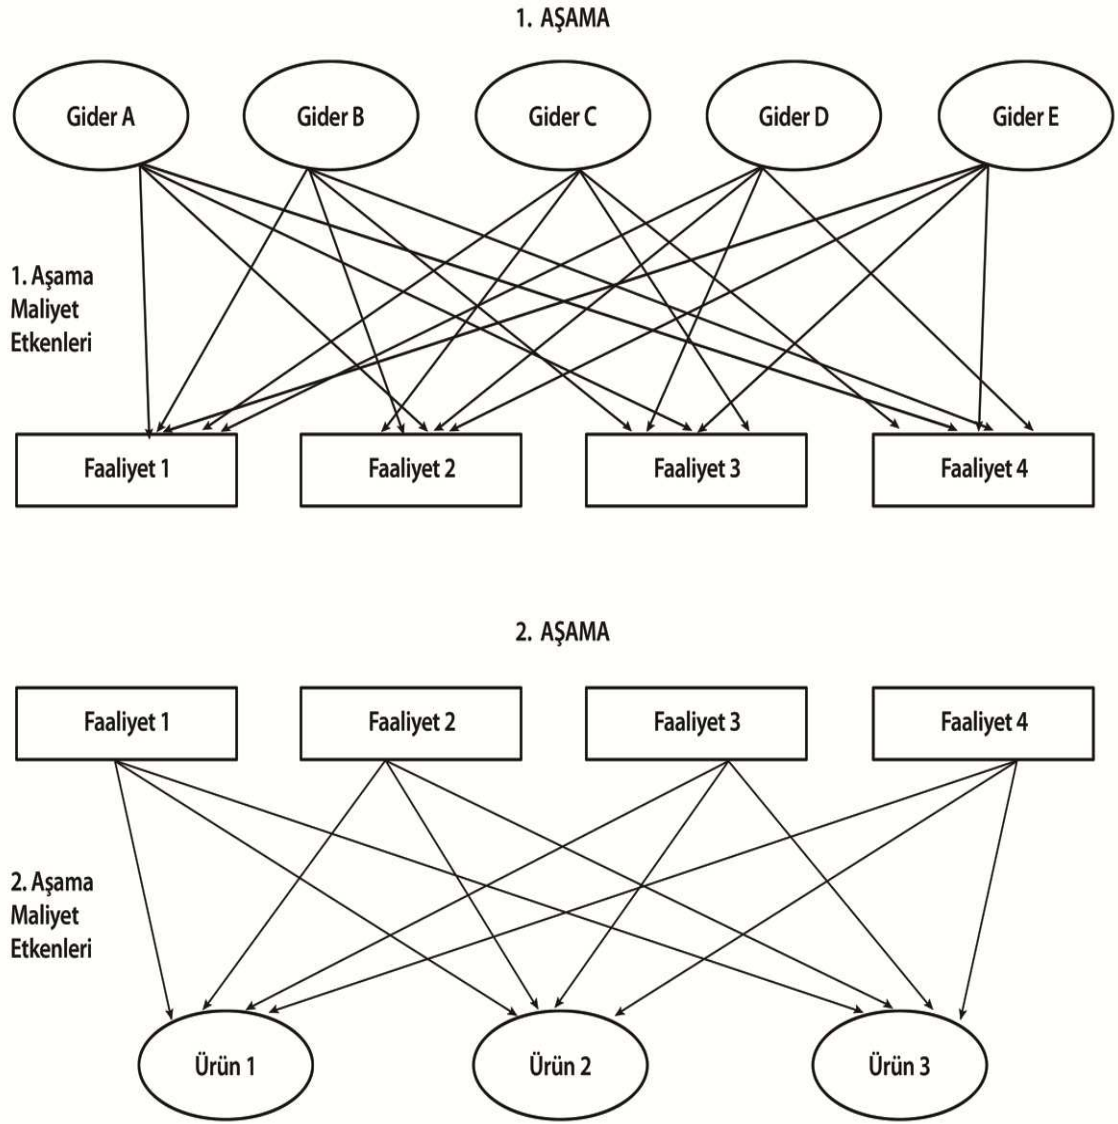 1. AŞAMA
Gider A
Gider B
Gider C
Gider D
Gider E
1. Aşama
Maliyet
Etkenleri
Faaliyet 1
Faaliyet 2
Faaliyet 3
Faaliyet 4
2. AŞAMA
Faaliyet 1
Faaliyet 2
Faaliyet 3
Faaliyet 4
2. Aşama
Maliyet
Etkenleri
Ürün 1
Ürün 2
Ürün 3